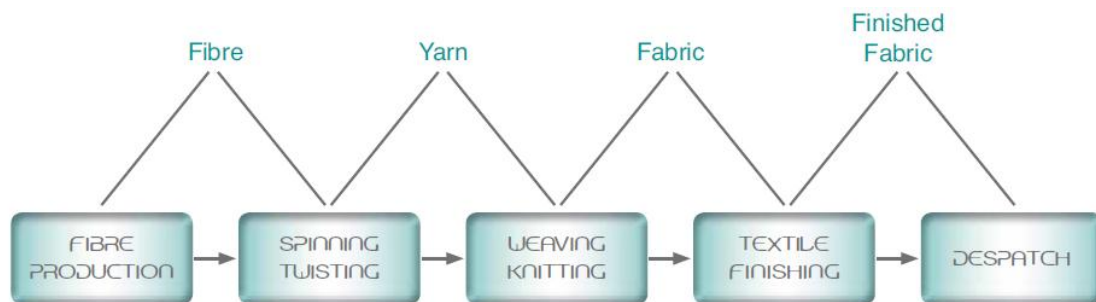 Fibre
Yarn
Fabric
Finished
Fabric
FIBRE
PRODUCTION
SPINNING
TWISTING
WEAVING
KNITTING
TEXTILE
FINISHING
DESPATCH